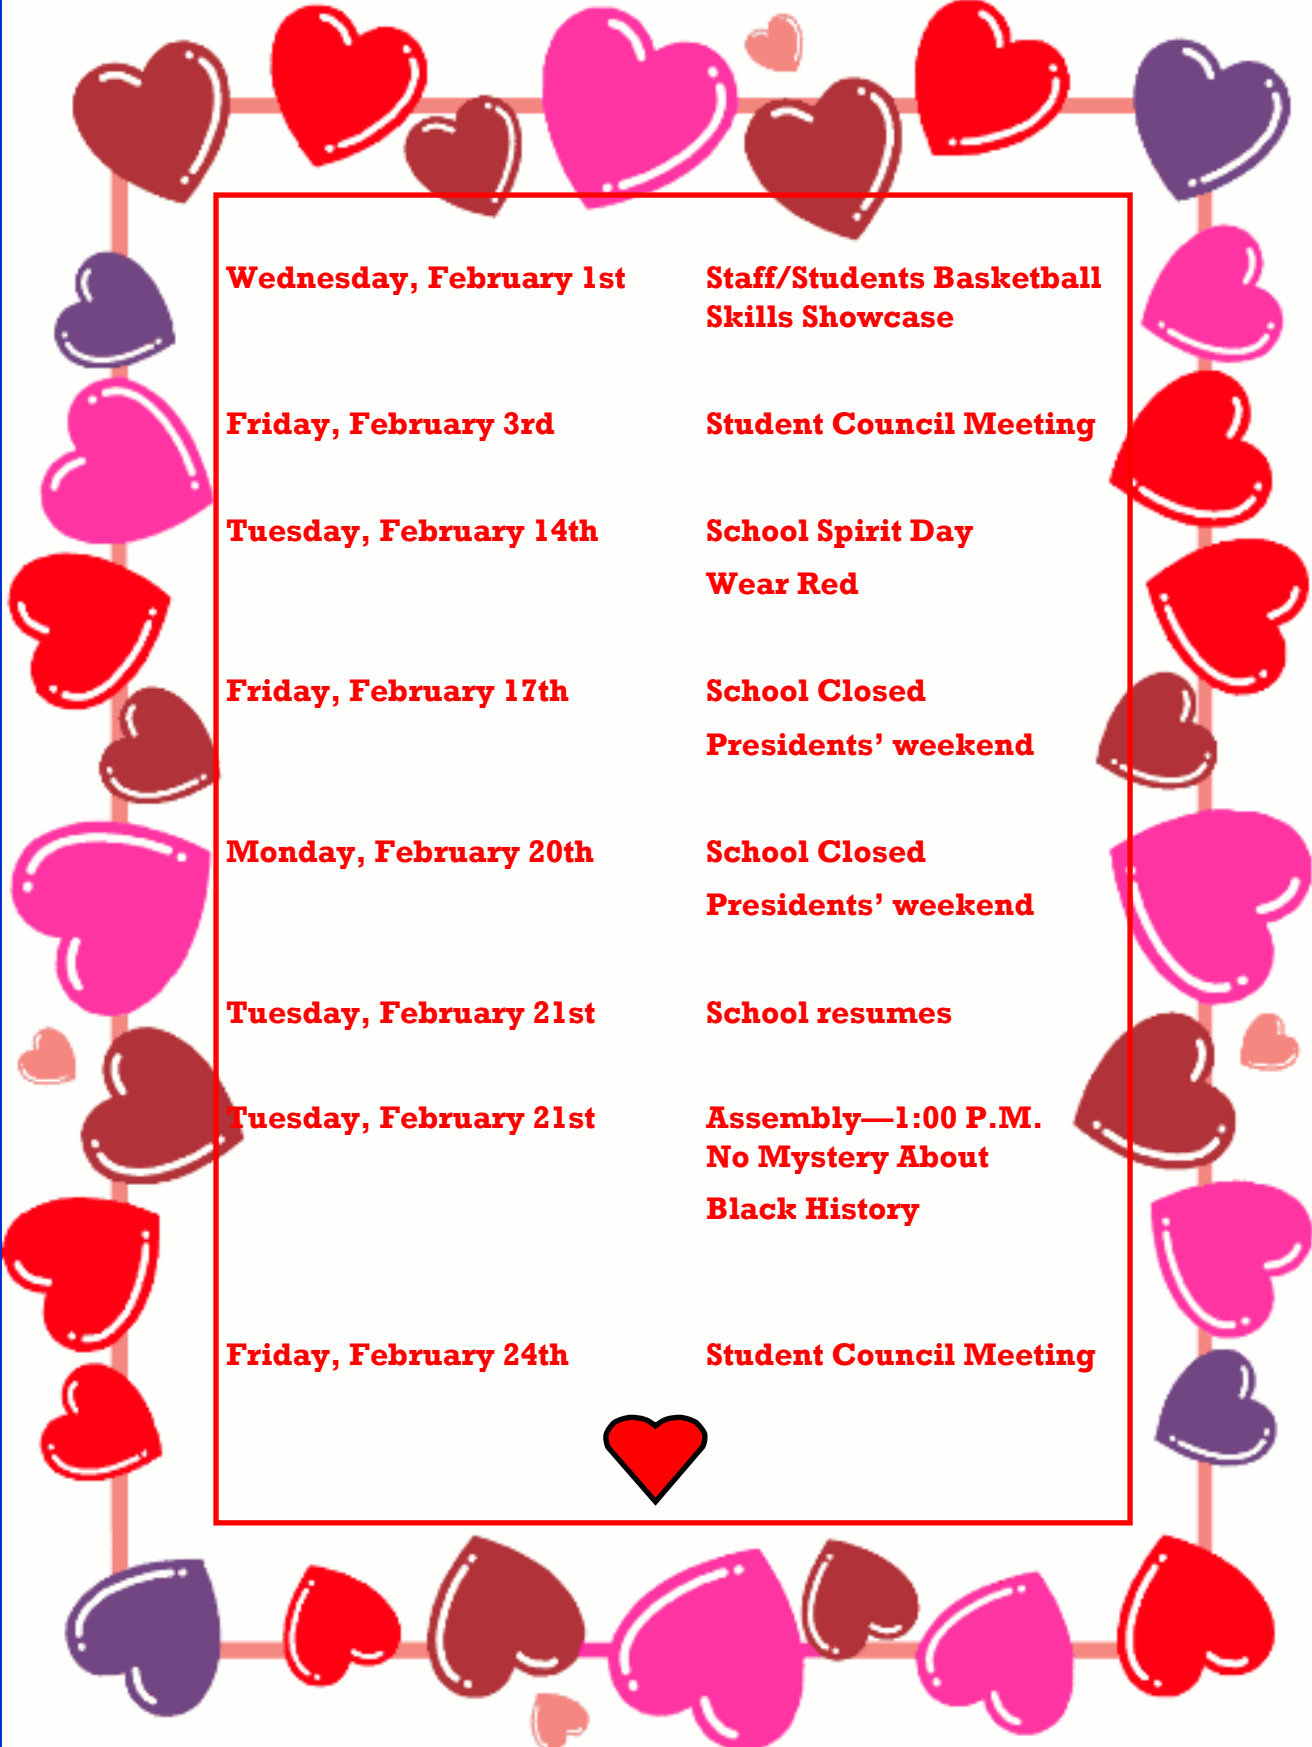 Wednesday, February 1st Staff/Students Basketball
Skills Showcase
Friday, February 3rd Student Council Meeting
Tuesday, February 14th School Spirit Day
Wear Red
Friday, February 17th School Closed
Presidents’ weekend
Monday, February 20th School Closed
Presidents’ weekend
Tuesday, February 21st School resumes
Tuesday, February 21st Assembly—1:00 P.M.
No Mystery About
Black History
Friday, February 24th Student Council Meeting